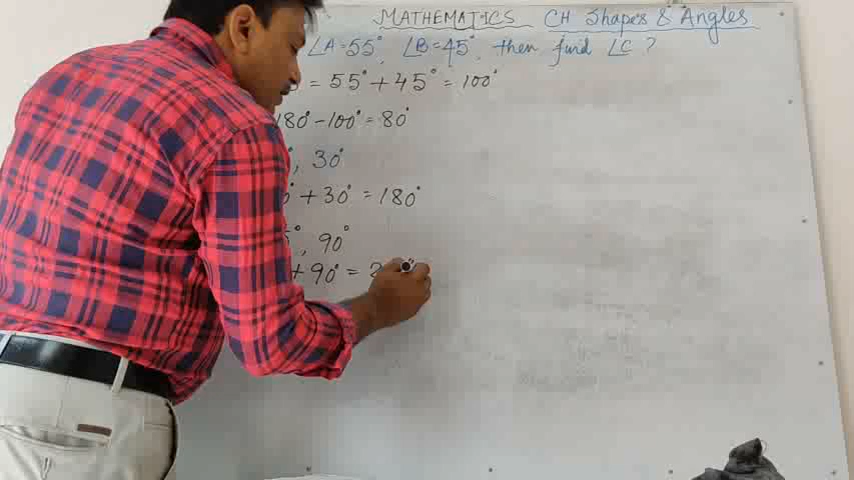 MATHEMATICS CH Shapes & Angles
∠A=55°, ∠B=45°, then find ∠C ?
= 55° + 45° = 100°
180° - 100° = 80°
, 30°
+ 30° = 180°
, 90°
+ 90° =